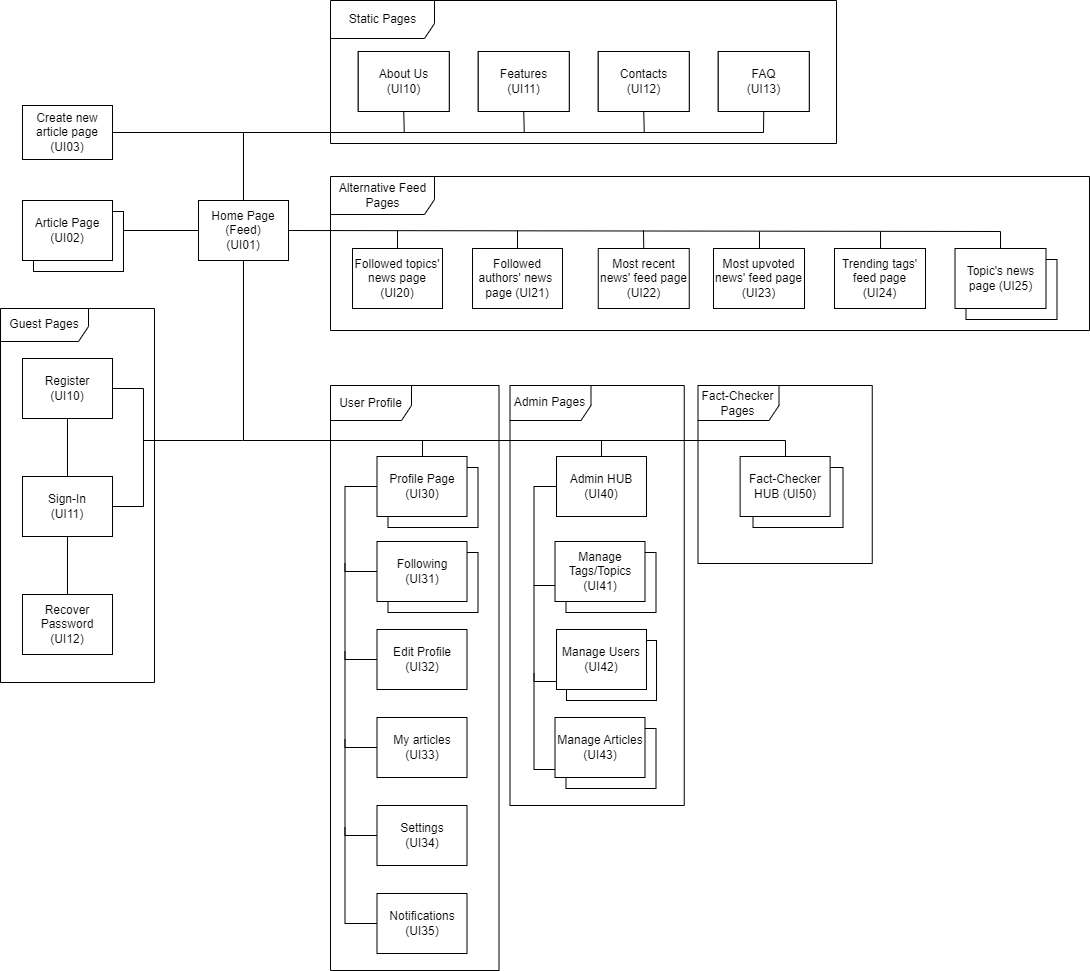 Static Pages
About Us
(UI10)
Features
(UI11)
Contacts
(UI12)
FAQ
(UI13)
Create new
article page
(UI03)
Article Page
(UI02)
Home Page
(Feed)
(UI01)
Alternative Feed
Pages
Followed topics'
news page
(UI20)
Followed
authors' news
page (UI21)
Most recent
news' feed page
(UI22)
Most upvoted
news' feed page
(UI23)
Trending tags'
feed page
(UI24)
Topic's news
page (UI25)
Guest Pages
Register
(UI10)
Sign-In
(UI11)
Recover
Password
(UI12)
User Profile
Profile Page
(UI30)
Following
(UI31)
Edit Profile
(UI32)
My articles
(UI33)
Settings
(UI34)
Notifications
(UI35)
Admin Pages
Admin HUB
(UI40)
Manage
Tags/Topics
(UI41)
Manage Users
(UI42)
Manage Articles
(UI43)
Fact-Checker
Pages
Fact-Checker
HUB (UI50)